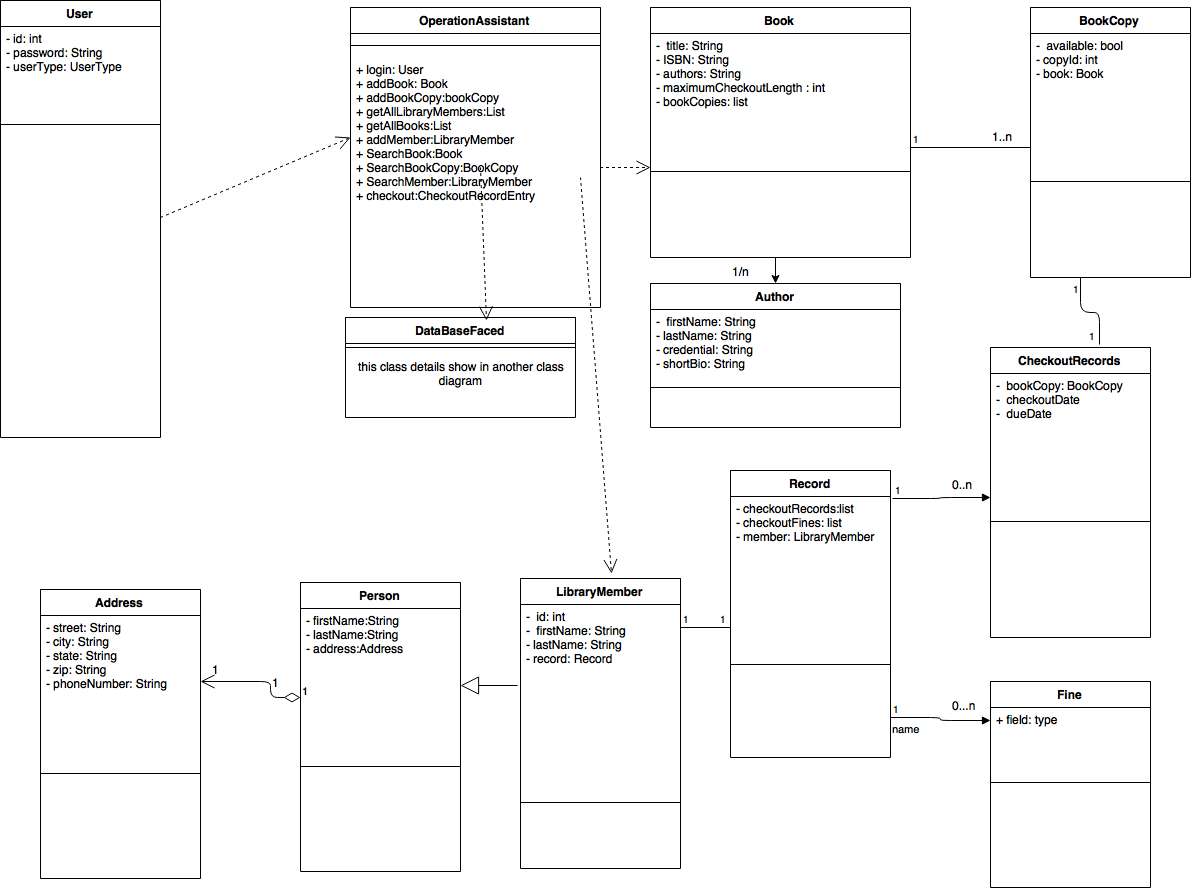 User
- id: int
- password: String
- userType: UserType
OperationAssistant
+ login: User
+ addBook: Book
+ addBookCopy:bookCopy
+ getAllLibraryMembers:List
+ getAllBooks:List
+ addMember:LibraryMember
+ SearchBook:Book
+ SearchBookCopy:BookCopy
+ SearchMember:LibraryMember
+ checkout:CheckoutRecordEntry
Book
- title: String
- ISBN: String
- authors: String
- maximumCheckoutLength : int
- bookCopies: list
1
1..n
BookCopy
- available: bool
- copyId: int
- book: Book
1/n
1
1
DataBaseFaced
this class details show in another class
diagram
Author
- firstName: String
- lastName: String
- credential: String
- shortBio: String
CheckoutRecords
- bookCopy: BookCopy
- checkoutDate
- dueDate
Record
- checkoutRecords:list
- checkoutFines: list
- member: LibraryMember
1
0..n
Address
- street: String
- city: String
- state: String
- zip: String
- phoneNumber: String
1
1
1
Person
- firstName:String
- lastName:String
- address:Address
LibraryMember
- id: int
- firstName: String
- lastName: String
- record: Record
1
1
1
0...n
name
Fine
+ field: type